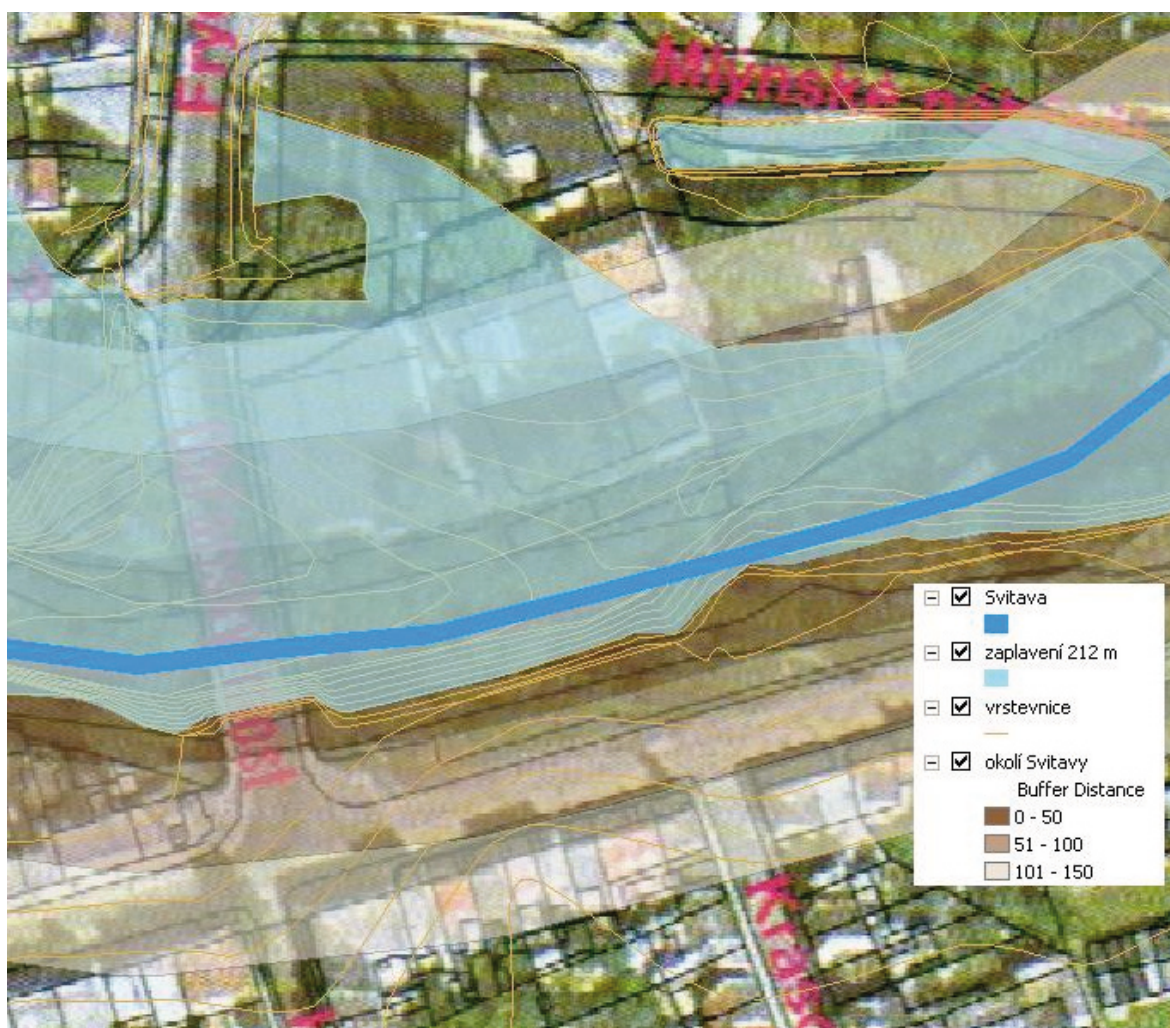 Mlýnské
Svitava
zaplavení 212 m
vrstevnice
okolí Svitavy
Buffer Distance
0 - 50
51 - 100
101 - 150